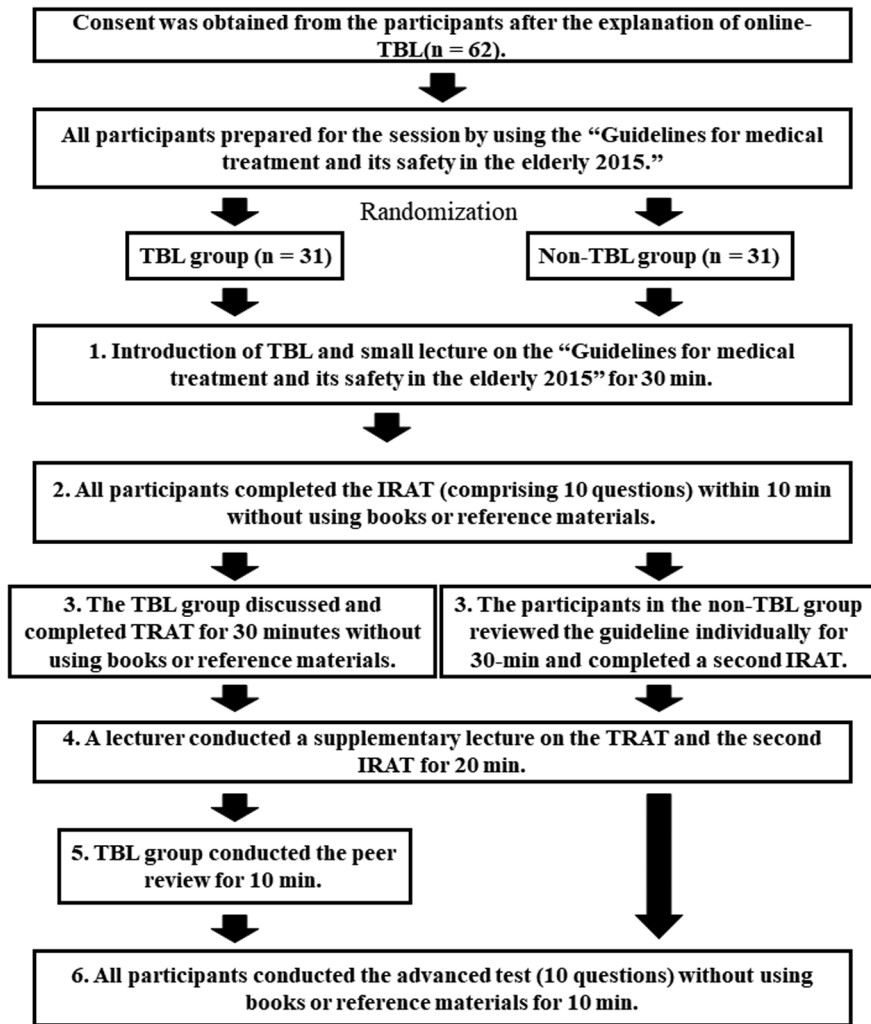 Consent was obtained from the participants after the explanation of online-
TBL(n = 62).
All participants prepared for the session by using the “Guidelines for medical
treatment and its safety in the elderly 2015.”
Randomization
TBL group (n = 31)
Non-TBL group (n = 31)
1. Introduction of TBL and small lecture on the “Guidelines for medical
treatment and its safety in the elderly 2015” for 30 min.
2. All participants completed the IRAT (comprising 10 questions) within 10 min
without using books or reference materials.
3. The TBL group discussed and
completed TRAT for 30 minutes without
using books or reference materials.
3. The participants in the non-TBL group
reviewed the guideline individually for
30-min and completed a second IRAT.
4. A lecturer conducted a supplementary lecture on the TRAT and the second
IRAT for 20 min.
5. TBL group conducted the peer
review for 10 min.
6. All participants conducted the advanced test (10 questions) without using
books or reference materials for 10 min.